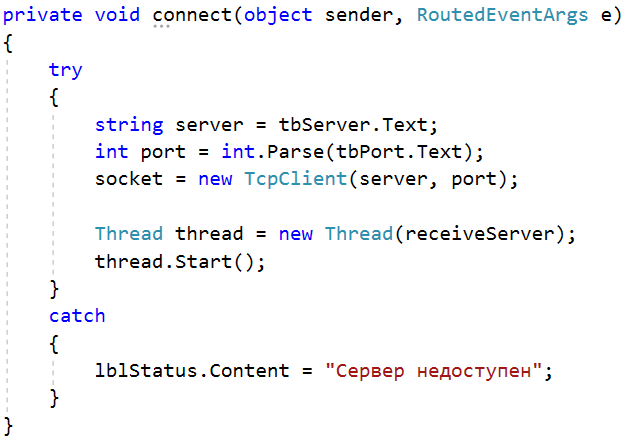 private void connect(object sender, RoutedEventArgs e)
{
    try
    {
        string server = tbServer.Text;
        int port = int.Parse(tbPort.Text);
        socket = new TcpClient(server, port);

        Thread thread = new Thread(receiveServer);
        thread.Start();
    }
    catch
    {
        lblStatus.Content = "Сервер недоступен";
    }
}